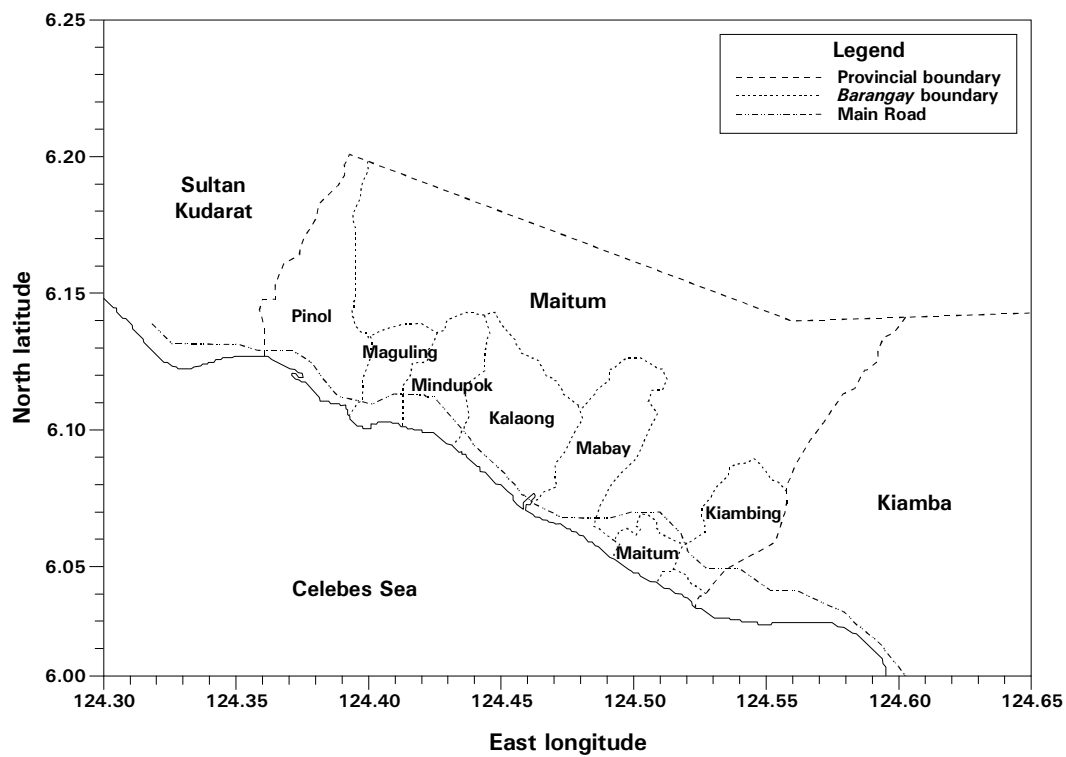 6.25
6.20
6.15
6.10
6.05
6.00
North latitude
124.30
124.35
124.40
124.45
124.50
124.55
124.60
124.65
East longitude
Legend
Provincial boundary
Barangay boundary
Main Road
Sultan
Kudarat
Maitum
Pinol
Maguling
Mindupok
Kalaong
Mabay
Kiambing
Kiamba
Maitum
Celebes Sea